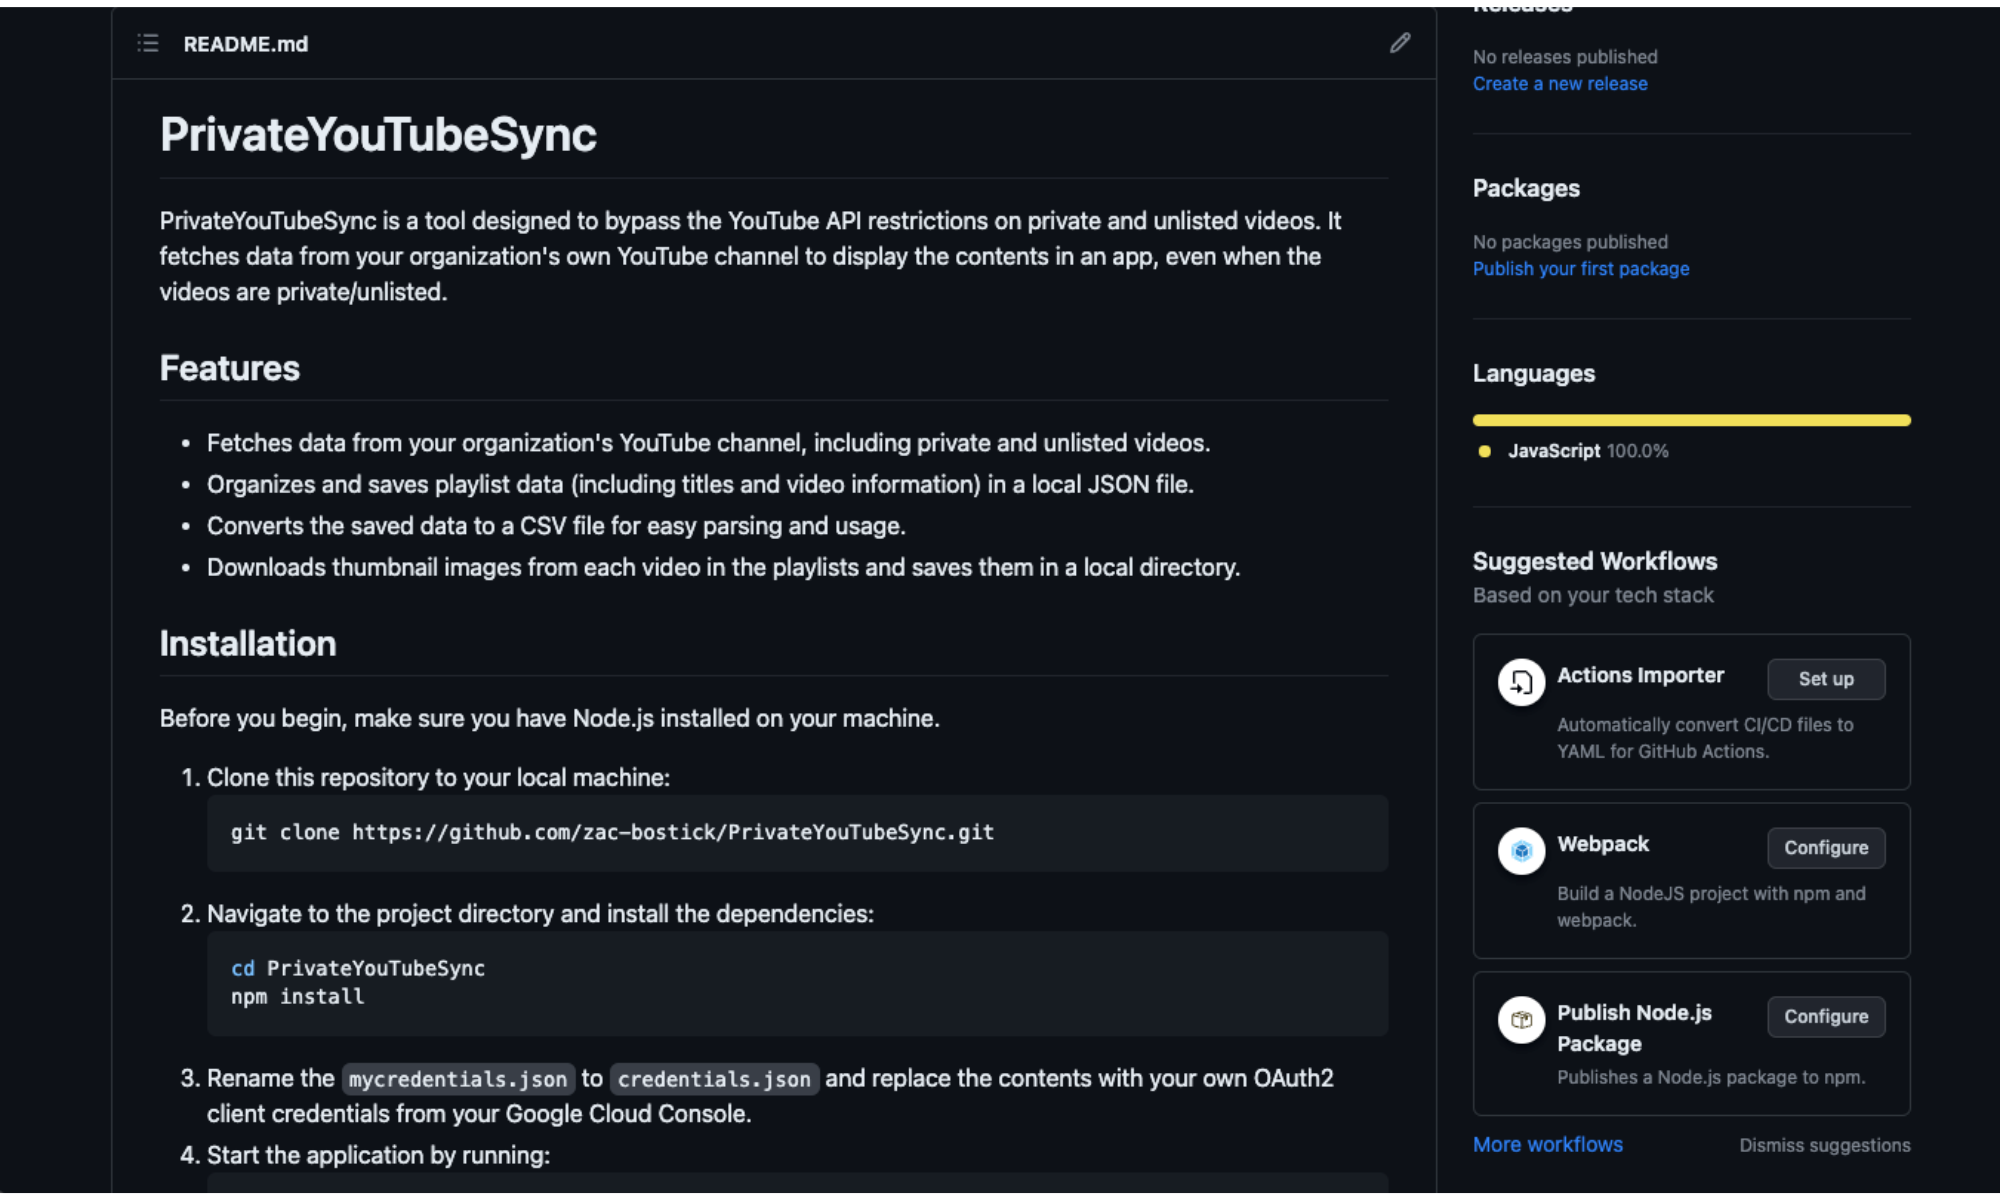 README.md
PrivateYouTubeSync
PrivateYouTubeSync is a tool designed to bypass the YouTube API restrictions on private and unlisted videos. It
fetches data from your organization's own YouTube channel to display the contents in an app, even when the
videos are private/unlisted.
Features
• Fetches data from your organization's YouTube channel, including private and unlisted videos.
• Organizes and saves playlist data (including titles and video information) in a local JSON file.
• Converts the saved data to a CSV file for easy parsing and usage.
• Downloads thumbnail images from each video in the playlists and saves them in a local directory.
Installation
Before you begin, make sure you have Node.js installed on your machine.
1. Clone this repository to your local machine:
git clone https://github.com/zac-bostick/PrivateYouTubeSync.git
2. Navigate to the project directory and install the dependencies:
cd PrivateYouTubeSync
npm install
3. Rename the mycredentials.json to credentials.json and replace the contents with your own OAuth2
client credentials from your Google Cloud Console.
4. Start the application by running:
Releases
No releases published
Create a new release
Packages
No packages published
Publish your first package
Languages
JavaScript 100.0%
Suggested Workflows
Based on your tech stack
Actions Importer
Set up
Automatically convert CI/CD files to
YAML for GitHub Actions.
Webpack
Configure
Build a NodeJS project with npm and
webpack.
Publish Node.js
Package
Configure
Publishes a Node.js package to npm.
More workflows
Dismiss suggestions